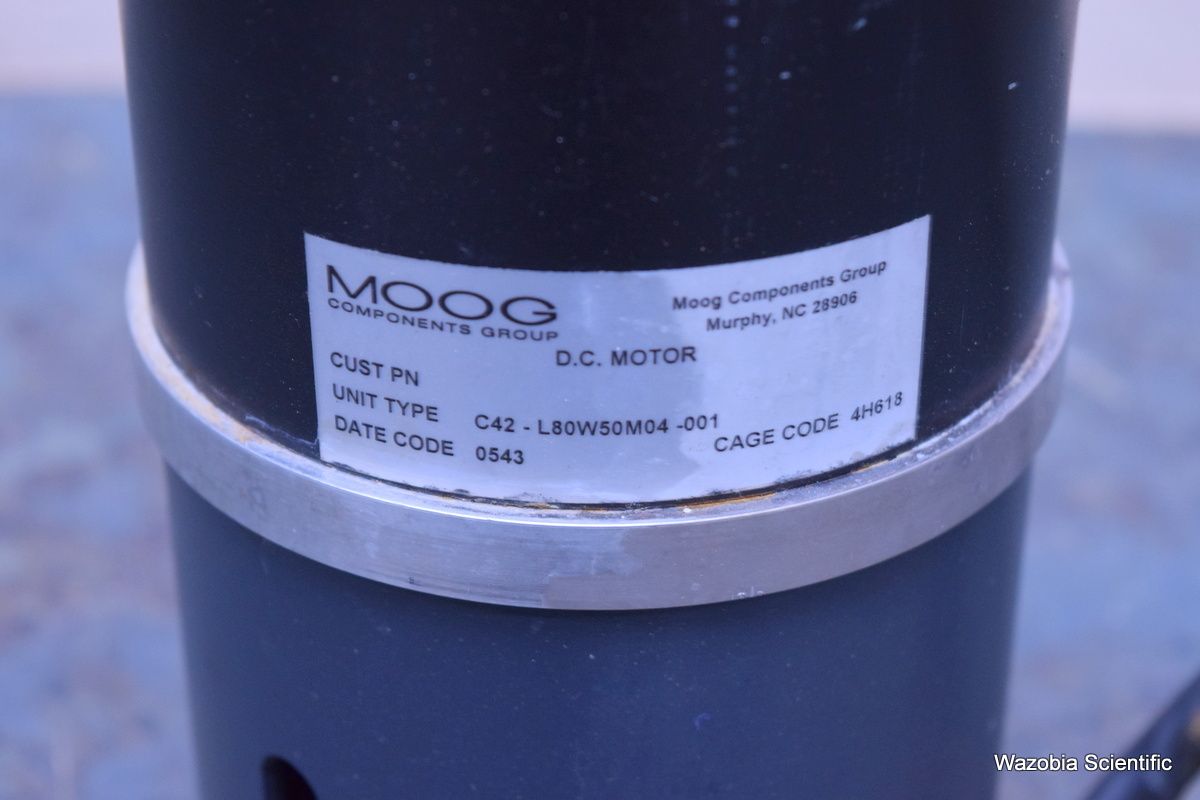 MOOG
COMPONENTS GROUP
Moog Components Group
Murphy, NC 28906
D.C. MOTOR
CUST PN
UNIT TYPE C42 - L80W50M04 -001
DATE CODE 0543
CAGE CODE 4H618
Wazobia Scientific